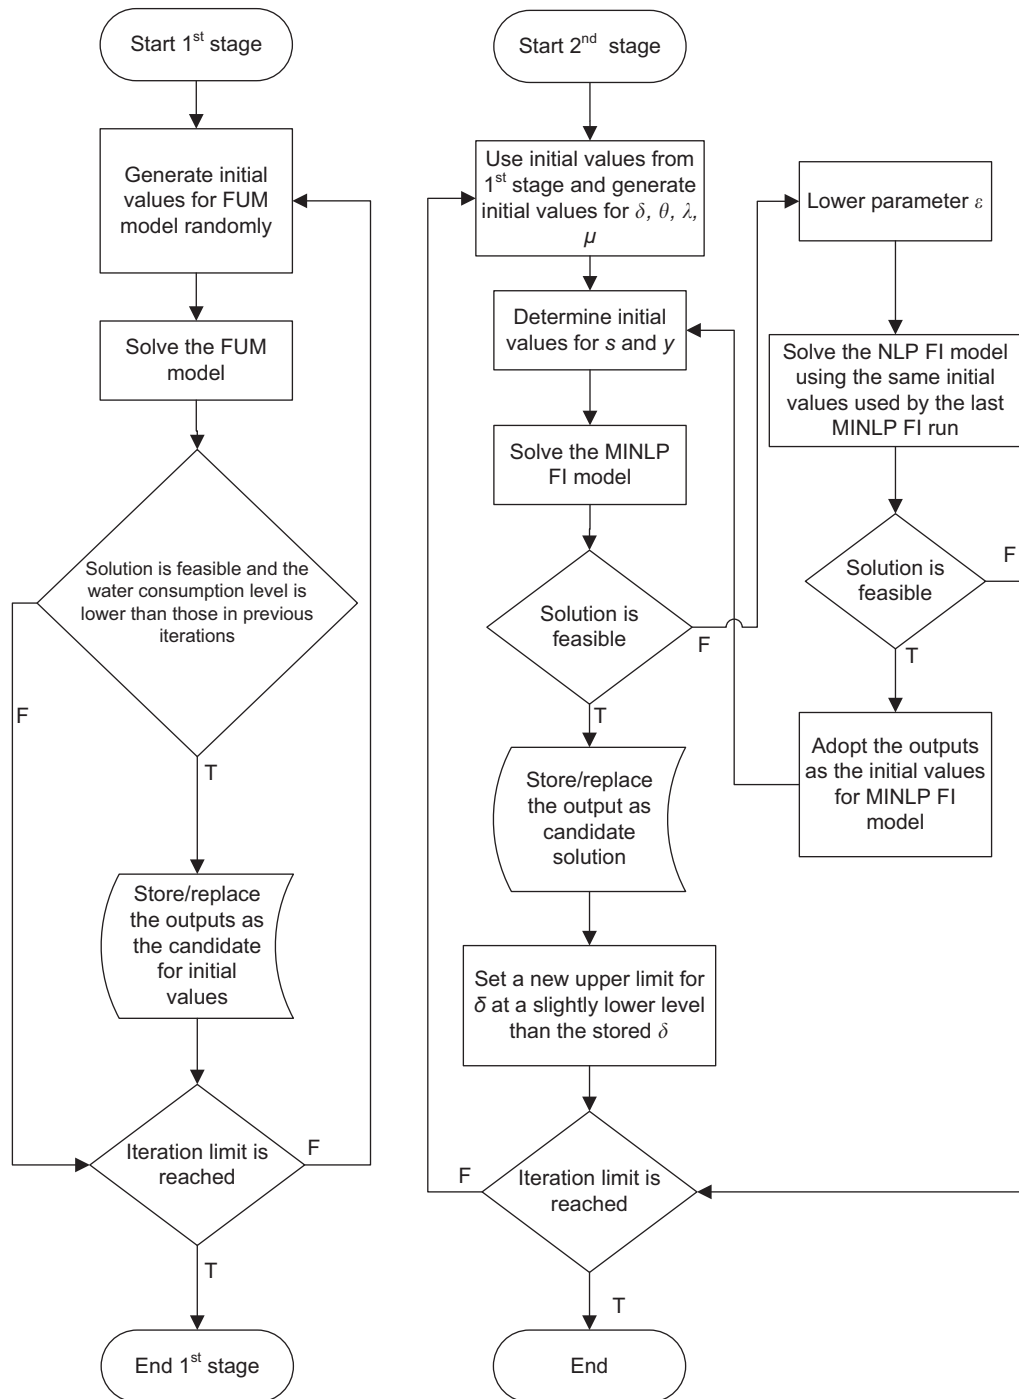 Start 1st stage
Generate initial
values for FUM
model randomly
Solve the FUM
model
Solution is feasible and the
water consumption level is
lower than those in previous
iterations
F
T
Store/replace
the outputs as
the candidate
for initial
values
Iteration limit is
reached
F
T
End 1st stage
Start 2nd stage
Use initial values from
1st stage and generate
initial values for δ, θ, λ,
μ
Determine initial
values for s and y
Solve the MINLP
FI model
Solution is
feasible
F
T
Store/replace
the output as
candidate
solution
Set a new upper limit for
δ at a slightly lower level
than the stored δ
Iteration limit is
reached
F
T
End
Lower parameter ε
Solve the NLP FI model
using the same initial
values used by the last
MINLP FI run
Solution is
feasible
F
T
Adopt the outputs
as the initial values
for MINLP FI
model